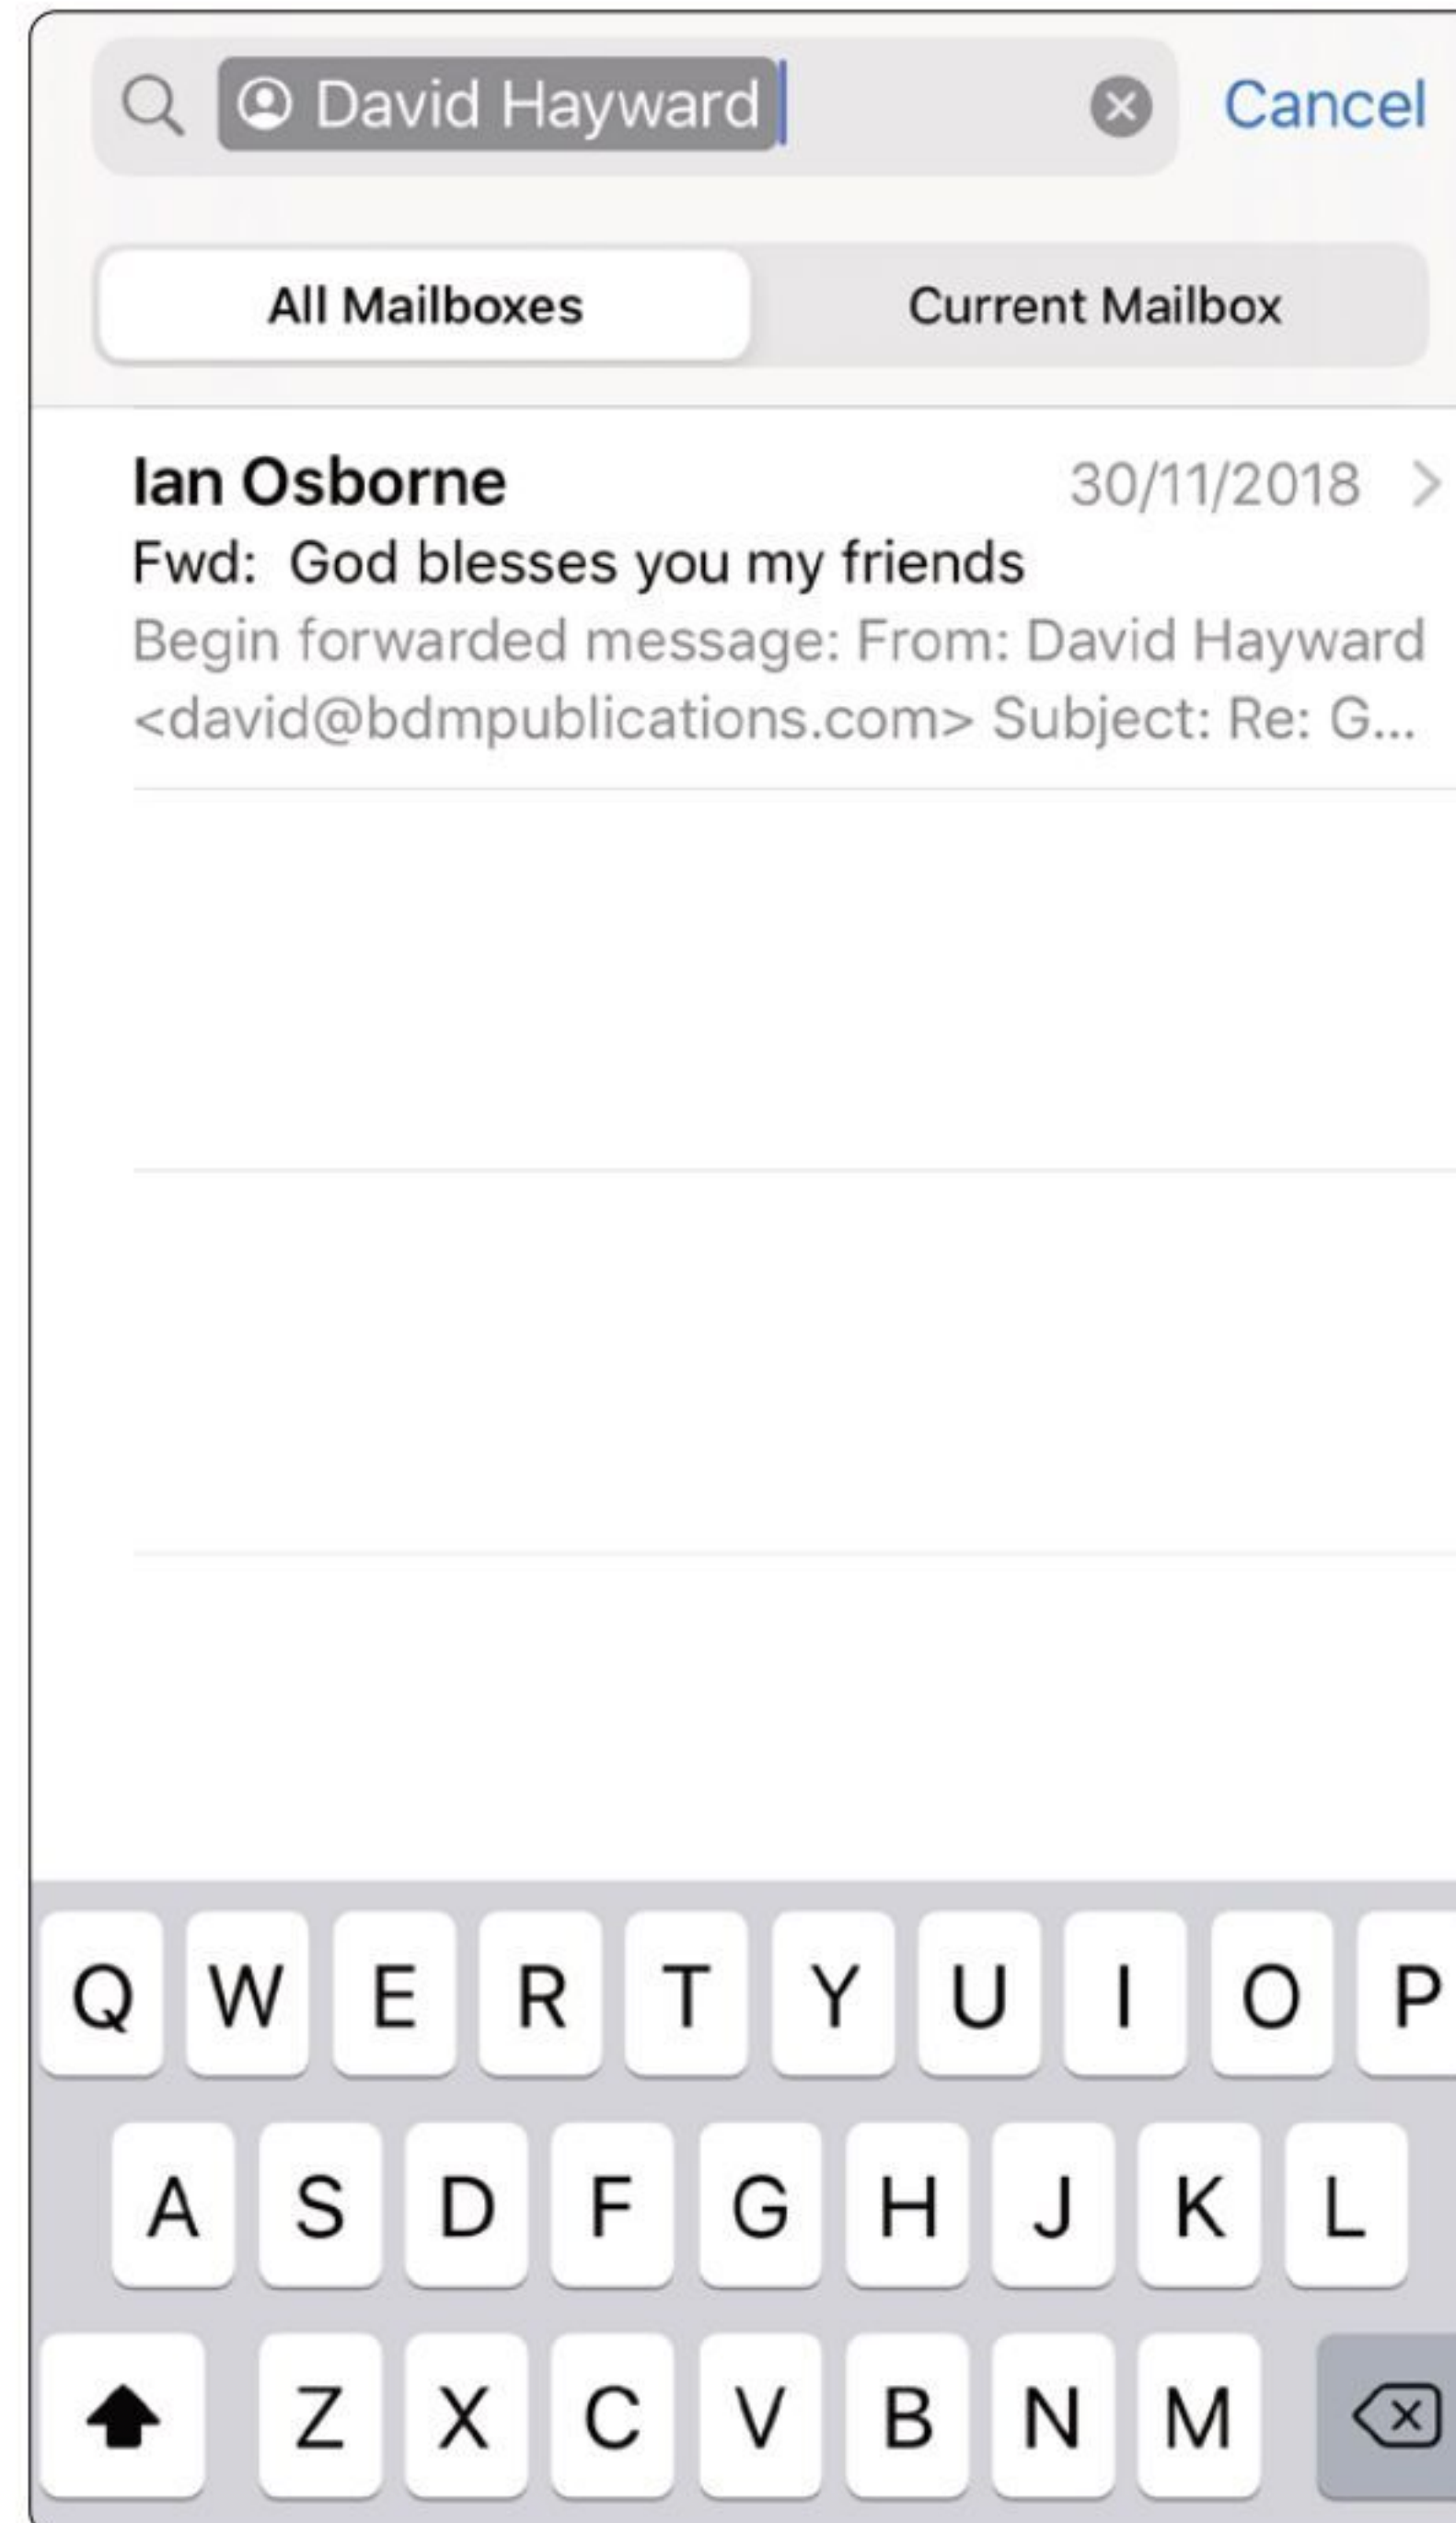 David Hayward Cancel
All Mailboxes Current Mailbox
Ian Osborne 30/11/2018
Fwd:  God blesses you my friends
Begin forwarded message: From: David Hayward
<david@bdmpublications.com> Subject: Re: G...
Q W E R T Y U I O P
A S D F G H J K L
Z X C V B N M